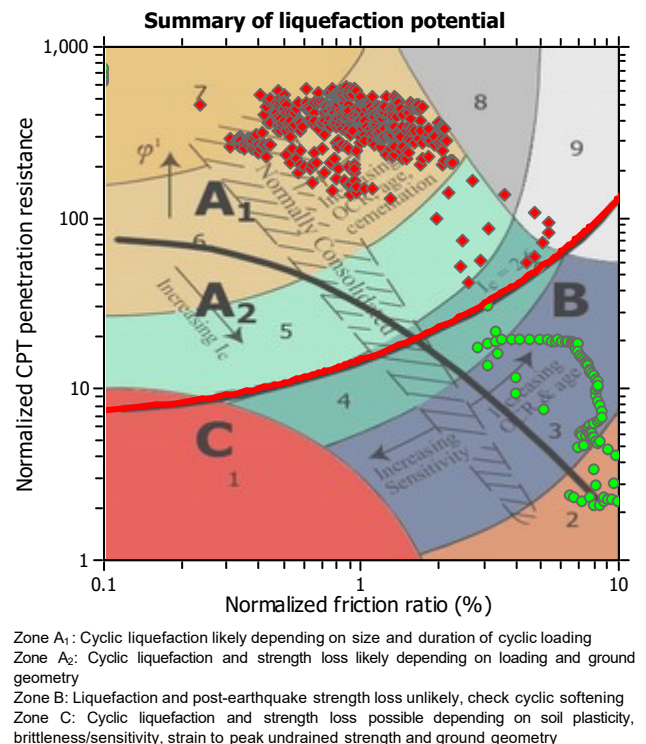 Summary of liquefaction potential
1,000
100
10
1
Normalized CPT penetration resistance
0.1
1
10
Normalized friction ratio (%)
7
8
9
φ'
A1
6
A2
5
4
B
C
1
3
2
Increasing
OCR, age,
cementation
Normally Consolidated
Increasing Ic
Ic = 2.6
Increasing
OCR & age
Increasing
Sensitivity
Zone A1: Cyclic liquefaction likely depending on size and duration of cyclic loading
Zone A2: Cyclic liquefaction and strength loss likely depending on loading and ground
geometry
Zone B: Liquefaction and post-earthquake strength loss unlikely, check cyclic softening
Zone C: Cyclic liquefaction and strength loss possible depending on soil plasticity,
brittleness/sensitivity, strain to peak undrained strength and ground geometry